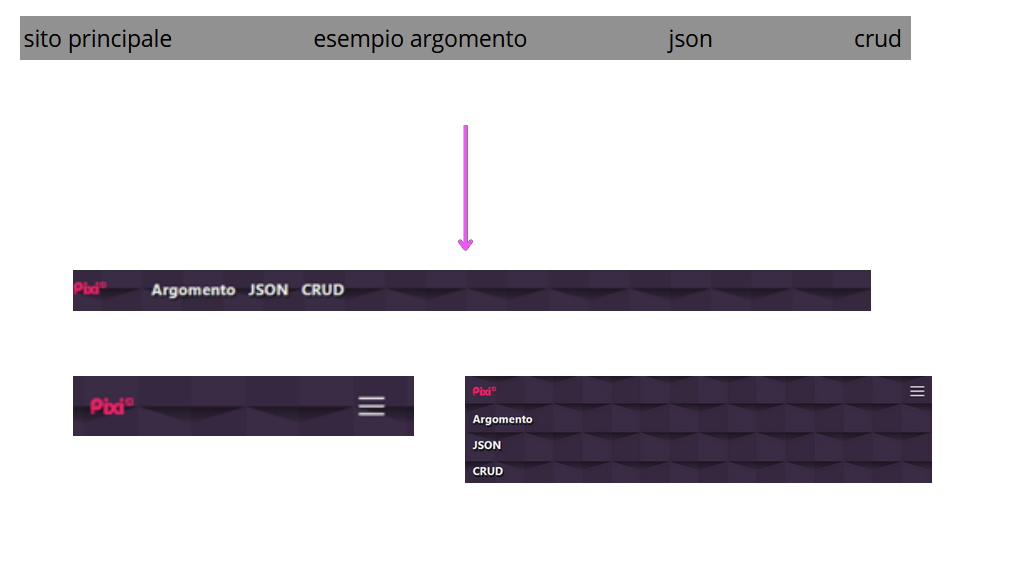 sito principale esempio argomento json crud
Pixi Argomento JSON CRUD
Pixi
Pixi
Argomento
JSON
CRUD